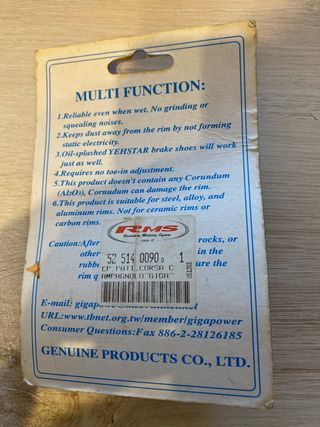 MULTI FUNCTION:
1.Reliable even when wet. No grinding or
squealing noises.
2.Keeps dust away from the rim by not forming
static electricity.
3.Oil-splashed YEHSTAR brake shoes will work
just as well.
4.Requires no toe-in adjustment.
5.This product doesn't contain any Corundum
(Al2O3), Cornudum can damage the rim.
6.This product is suitable for steel, alloy, and
aluminum rims. Not for ceramic rims or
carbon rims.
Caution:After rocks, or
other in the
rubbe ure the
rim q
RMS
52 514 0090 0 1
CP.PATT.CORSA C
AMPAGNOLO"GIGA"
E-mail: gigapow
www.tbnet.org.tw/member/gigapower
Consumer Questions:Fax 886-2-28126185
GENUINE PRODUCTS CO., LTD.